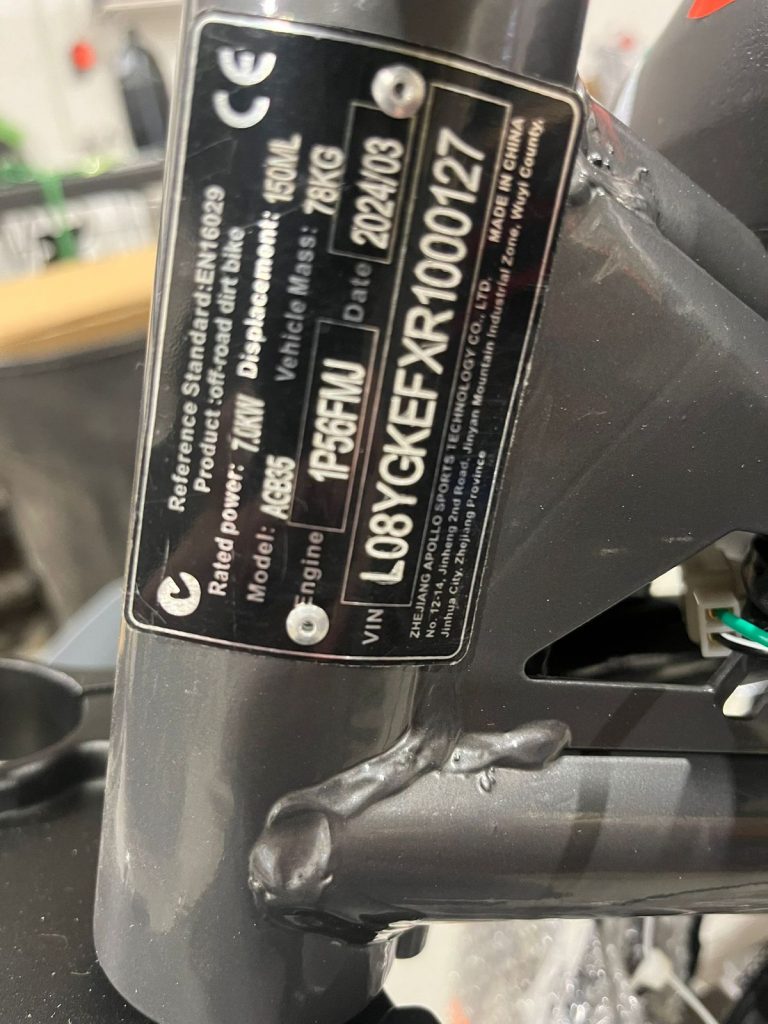 CE
Reference Standard:EN16029
Product :off-road dirt bike
Rated power: 7.0KW Displacement: 150ML
Model: AGB35 Vehicle Mass: 78KG
Engine 1P56FMJ Date 2024/03
VIN L08YGKEFXR1000127
ZHEJIANG APOLLO SPORTS TECHNOLOGY CO., LTD. MADE IN CHINA
No. 12-14, Jinheng 2nd Road, Jinyan Mountain Industrial Zone, Wuyi County,
Jinhua City, Zhejiang Province